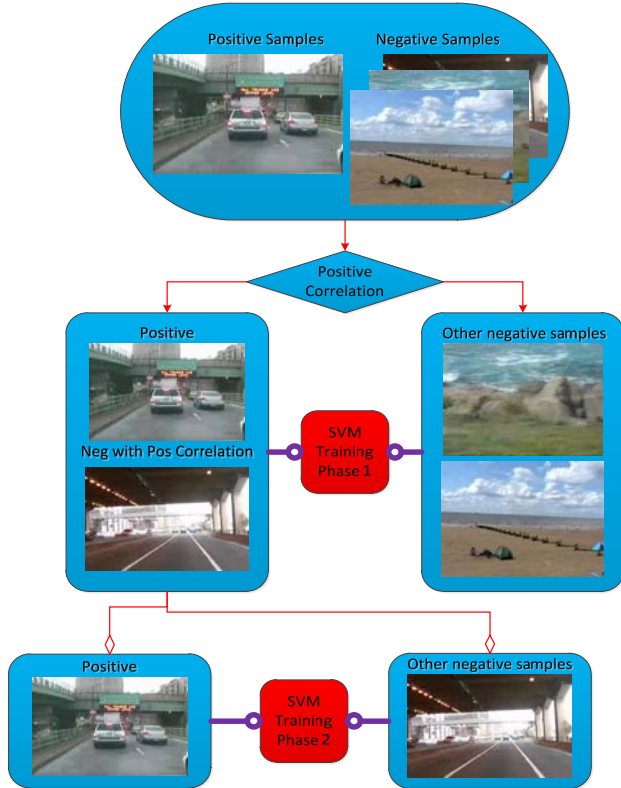 Positive Samples
Negative Samples
Positive
Correlation
Positive
Other negative samples
Neg with Pos Correlation
SVM
Training
Phase 1
Positive
Other negative samples
SVM
Training
Phase 2